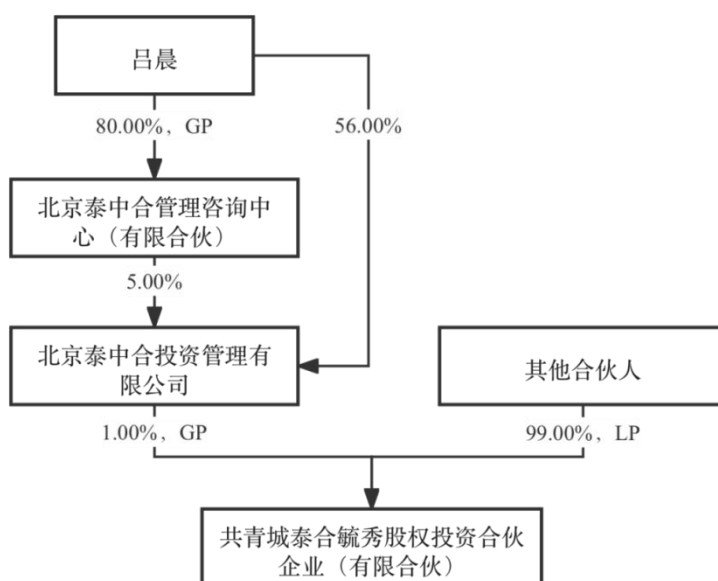 吕晨
80.00%，GP
56.00%
北京泰中合管理咨询中
心（有限合伙）
5.00%
北京泰中合投资管理有
限公司
其他合伙人
1.00%，GP
99.00%，LP
共青城泰合毓秀股权投资合伙
企业（有限合伙）